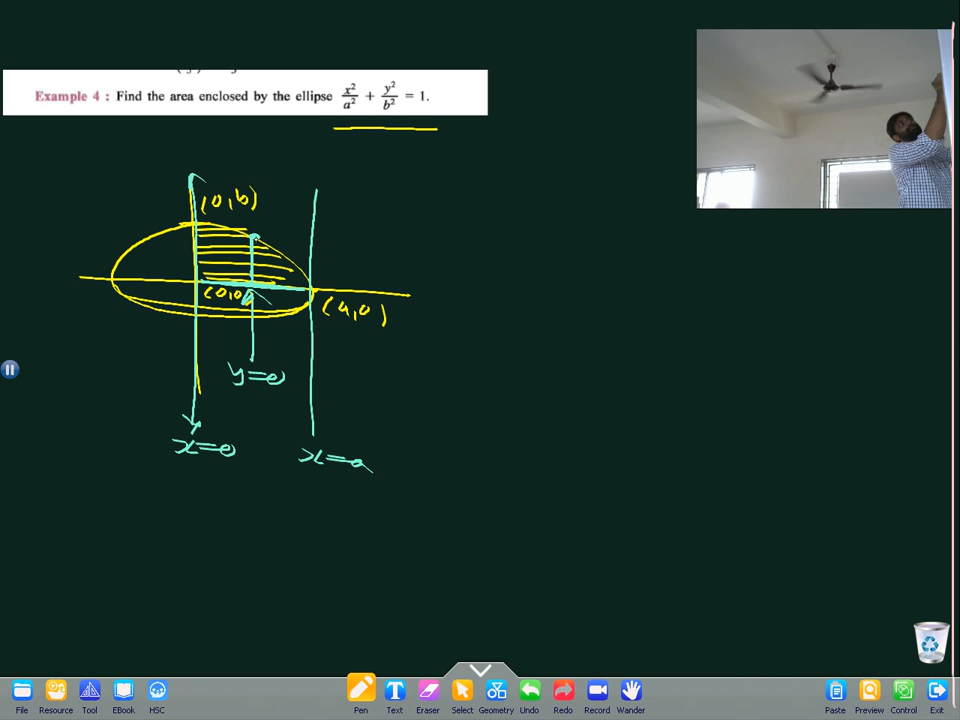 Example 4 : Find the area enclosed by the ellipse x²/a² + y²/b² = 1.
(0,b)
(0,0)
(a,0)
y=0
x=0
x=a
File Resource Tool EBook HSC Pen Text Eraser Select Geometry Undo Redo Record Wander Paste Preview Control Exit